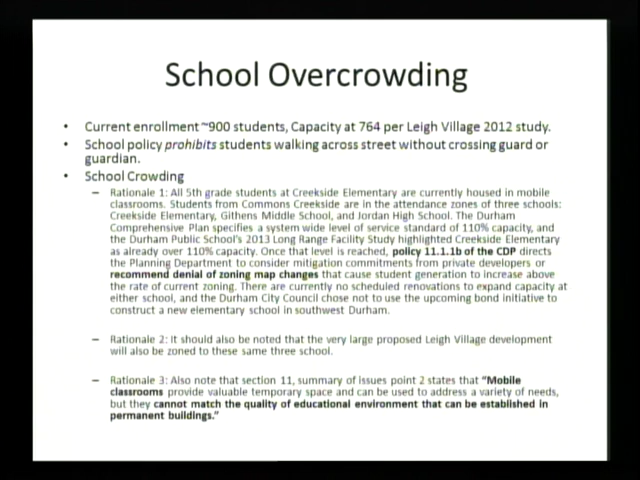 School Overcrowding
• Current enrollment ~900 students, Capacity at 764 per Leigh Village 2012 study.
• School policy prohibits students walking across street without crossing guard or
guardian.
• School Crowding
– Rationale 1: All 5th grade students at Creekside Elementary are currently housed in mobile
classrooms. Students from Commons Creekside are in the attendance zones of three schools:
Creekside Elementary, Githens Middle School, and Jordan High School. The Durham
Comprehensive Plan specifies a system wide level of service standard of 110% capacity, and
the Durham Public School's 2013 Long Range Facility Study highlighted Creekside Elementary
as already over 110% capacity. Once that level is reached, policy 11.1.1b of the CDP directs
the Planning Department to consider mitigation commitments from private developers or
recommend denial of zoning map changes that cause student generation to increase above
the rate of current zoning. There are currently no scheduled renovations to expand capacity at
either school, and the Durham City Council chose not to use the upcoming bond initiative to
construct a new elementary school in southwest Durham.
– Rationale 2: It should also be noted that the very large proposed Leigh Village development
will also be zoned to these same three school.
– Rationale 3: Also note that section 11, summary of issues point 2 states that "Mobile
classrooms provide valuable temporary space and can be used to address a variety of needs,
but they cannot match the quality of educational environment that can be established in
permanent buildings."